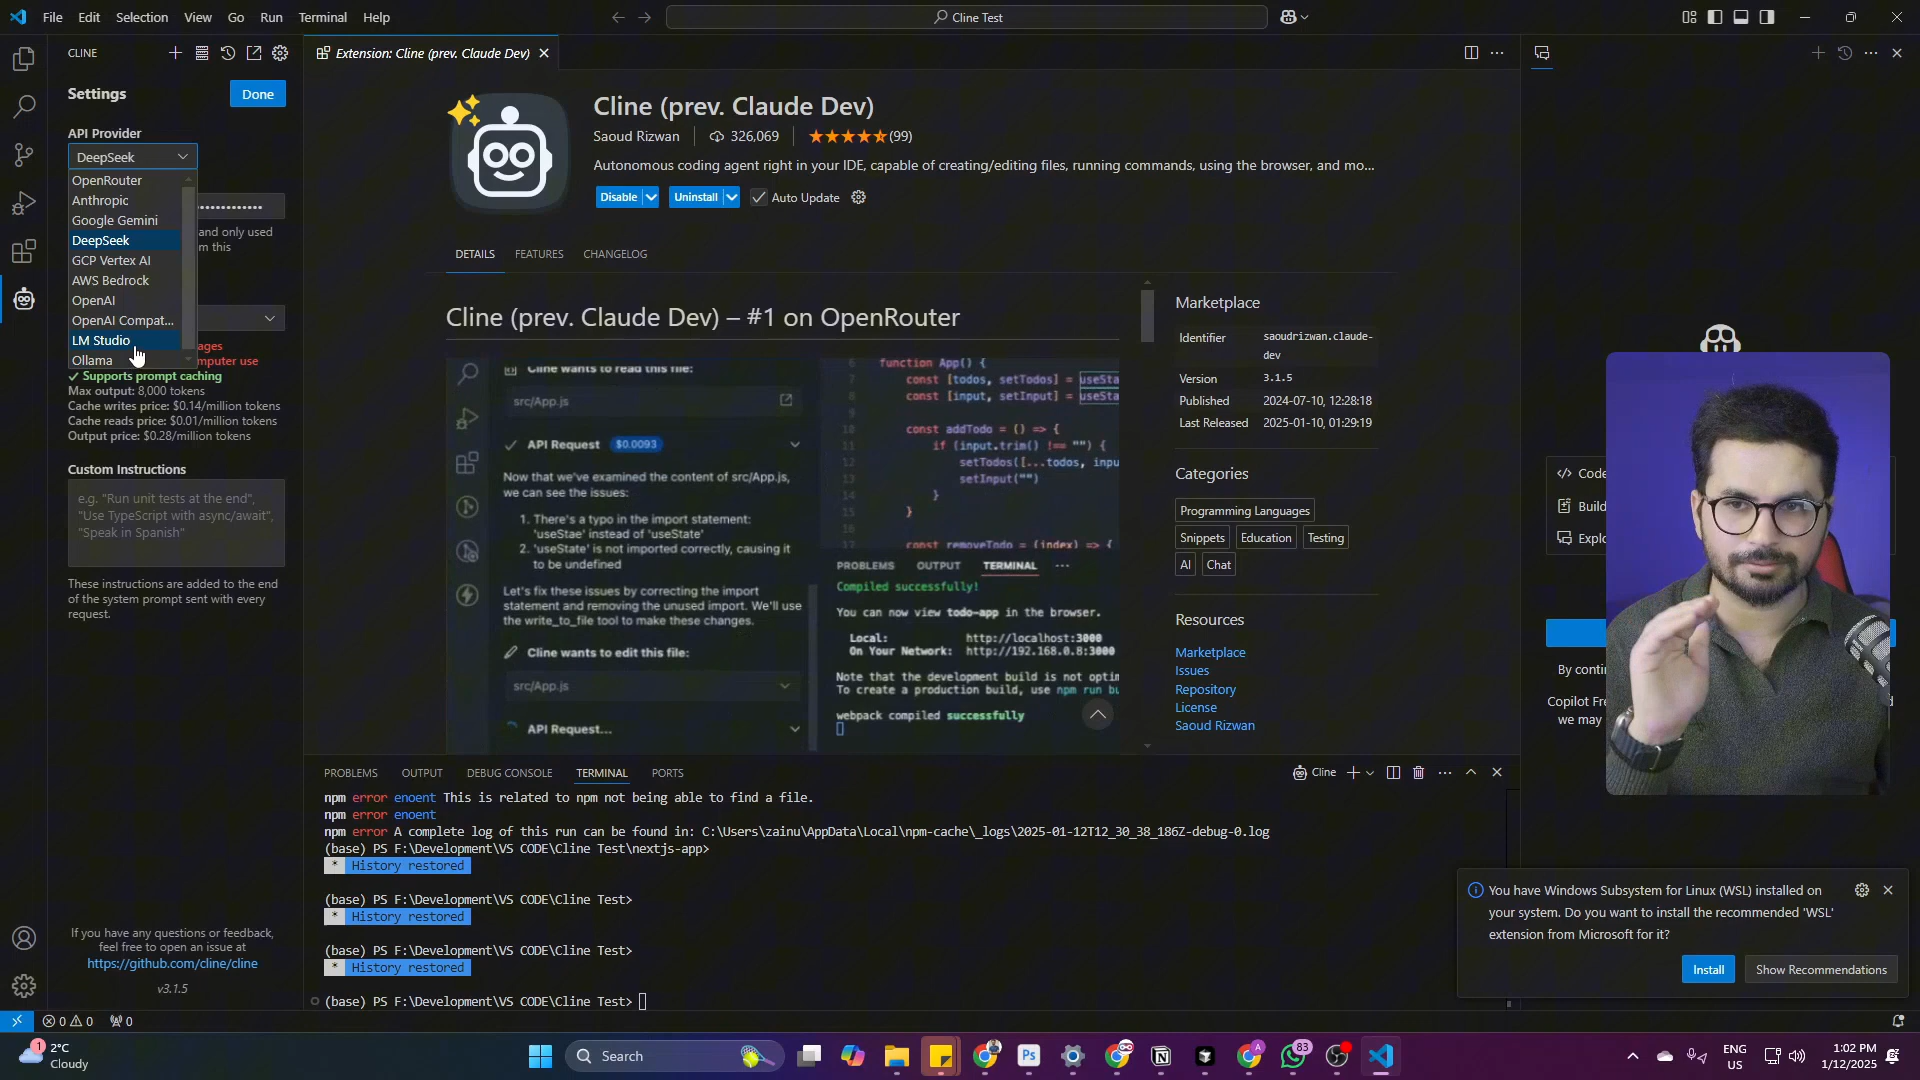 File Edit Selection View Go Run Terminal Help
Cline Test
CLINE
Settings
Done
API Provider
DeepSeek
OpenRouter
Anthropic
Google Gemini
DeepSeek
GCP Vertex AI
AWS Bedrock
OpenAI
OpenAI Compat...
LM Studio
Ollama
and only used
m this
ages
mputer use
✓ Supports prompt caching
Max output: 8,000 tokens
Cache writes price: $0.14/million tokens
Cache reads price: $0.01/million tokens
Output price: $0.28/million tokens
Custom Instructions
e.g. "Run unit tests at the end",
"Use TypeScript with async/await",
"Speak in Spanish"
These instructions are added to the end
of the system prompt sent with every
request.
If you have any questions or feedback,
feel free to open an issue at
https://github.com/cline/cline
v3.1.5
Extension: Cline (prev. Claude Dev)
Cline (prev. Claude Dev)
Saoud Rizwan 326,069 (99)
Autonomous coding agent right in your IDE, capable of creating/editing files, running commands, using the browser, and mo...
Disable Uninstall Auto Update
DETAILS FEATURES CHANGELOG
Cline (prev. Claude Dev) – #1 on OpenRouter
Cline wants to read this file:
src/App.js
API Request $0.0093
Now that we've examined the content of src/App.js,
we can see the issues:
1. There's a typo in the import statement:
'useStae' instead of 'useState'
2. 'useState' is not imported correctly, causing it
to be undefined
Let's fix these issues by correcting the import
statement and removing the unused import. We'll use
the write_to_file tool to make these changes.
Cline wants to edit this file:
src/App.js
API Request...
6 function App() {
7 const [todos, setTodos] = useSta
8 const [input, setInput] = useSta
9
10 const addTodo = () => {
11 if (input.trim() !== "") {
12 setTodos([...todos, inpu
13 setInput("")
14 }
15 }
16
17 const removeTodo = (index) => {
PROBLEMS OUTPUT TERMINAL ...
Compiled successfully!
You can now view todo-app in the browser.
Local: http://localhost:3000
On Your Network: http://192.168.0.8:3000
Note that the development build is not optim
To create a production build, use npm run bu
webpack compiled successfully
Marketplace
Identifier saoudrizwan.claude-
dev
Version 3.1.5
Published 2024-07-10, 12:28:18
Last Released 2025-01-10, 01:29:19
Categories
Programming Languages
Snippets Education Testing
AI Chat
Resources
Marketplace
Issues
Repository
License
Saoud Rizwan
Code
Build
Explo
By contin
Copilot Fre
we may
PROBLEMS OUTPUT DEBUG CONSOLE TERMINAL PORTS
Cline
npm error enoent This is related to npm not being able to find a file.
npm error enoent
npm error A complete log of this run can be found in: C:\Users\zainu\AppData\Local\npm-cache\_logs\2025-01-12T12_30_38_186Z-debug-0.log
(base) PS F:\Development\VS CODE\Cline Test\nextjs-app>
* History restored
(base) PS F:\Development\VS CODE\Cline Test>
* History restored
(base) PS F:\Development\VS CODE\Cline Test>
* History restored
(base) PS F:\Development\VS CODE\Cline Test>
You have Windows Subsystem for Linux (WSL) installed on
your system. Do you want to install the recommended 'WSL'
extension from Microsoft for it?
Install Show Recommendations
0 0 0
1
2°C
Cloudy
Search
Ps
83
ENG
US
1:02 PM
1/12/2025